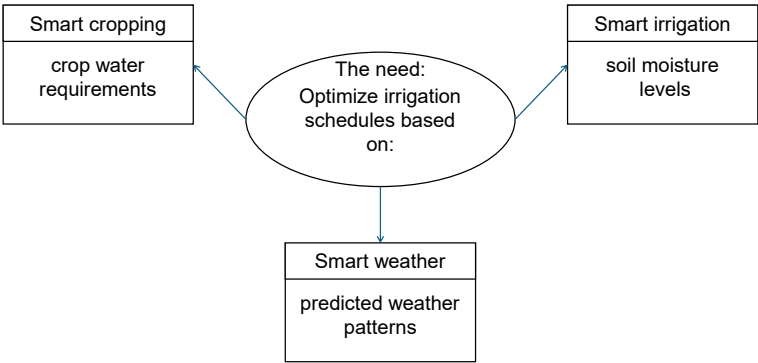 Smart cropping
crop water
requirements
The need:
Optimize irrigation
schedules based
on:
Smart irrigation
soil moisture
levels
Smart weather
predicted weather
patterns